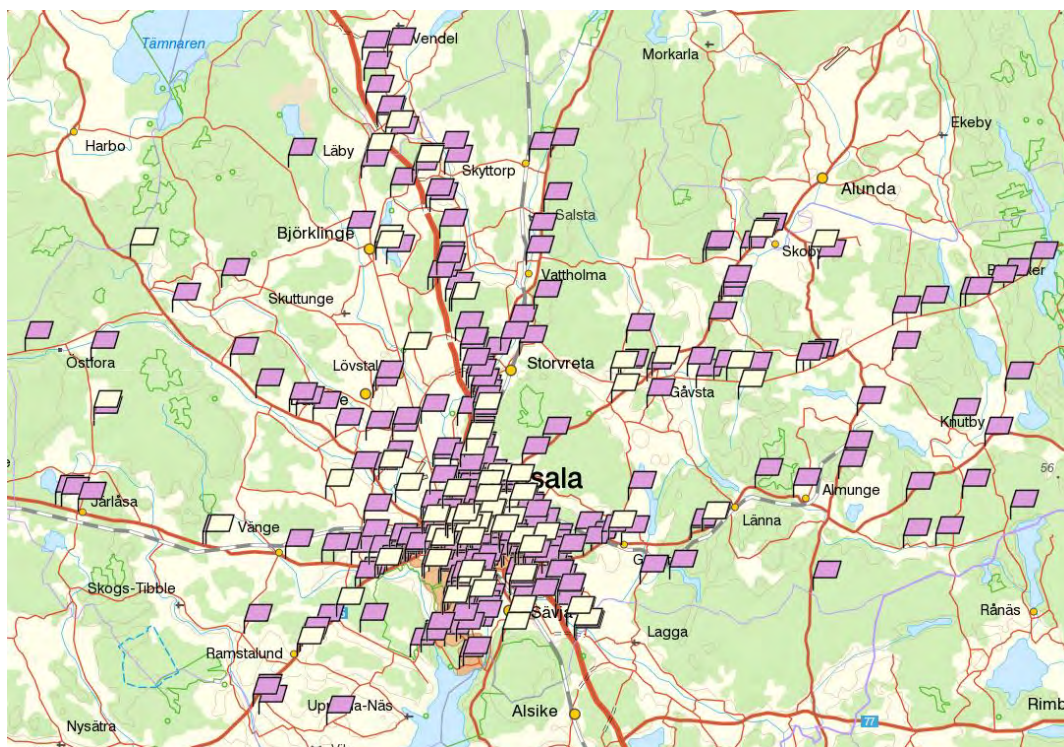 Tämnaren
Vendel
Morkarla
Ekeby
Harbo
Läby
Skyttorp
Alunda
Salsta
Björklinge
Skoby
Vattholma
Skuttunge
Östfora
Lövstal
Storvreta
Gåvsta
Knutby
sala
56
Järlåsa
Almunge
Länna
Vänge
Skogs-Tibble
Sävja
Rånäs
Lagga
Ramstalund
Alsike
Nysätra
77
Rimb